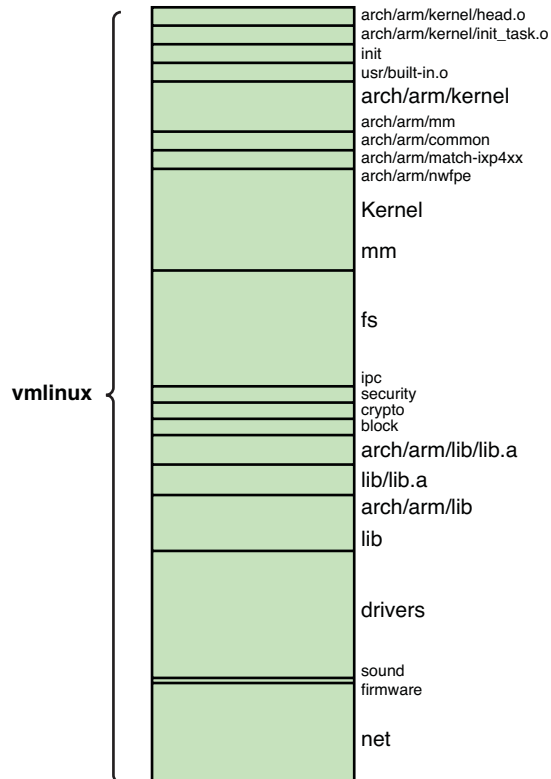 arch/arm/kernel/head.o
arch/arm/kernel/init_task.o
init
usr/built-in.o
arch/arm/kernel
arch/arm/mm
arch/arm/common
arch/arm/match-ixp4xx
arch/arm/nwfpe
Kernel
mm
fs
ipc
vmlinux
security
crypto
block
arch/arm/lib/lib.a
lib/lib.a
arch/arm/lib
lib
drivers
sound
firmware
net